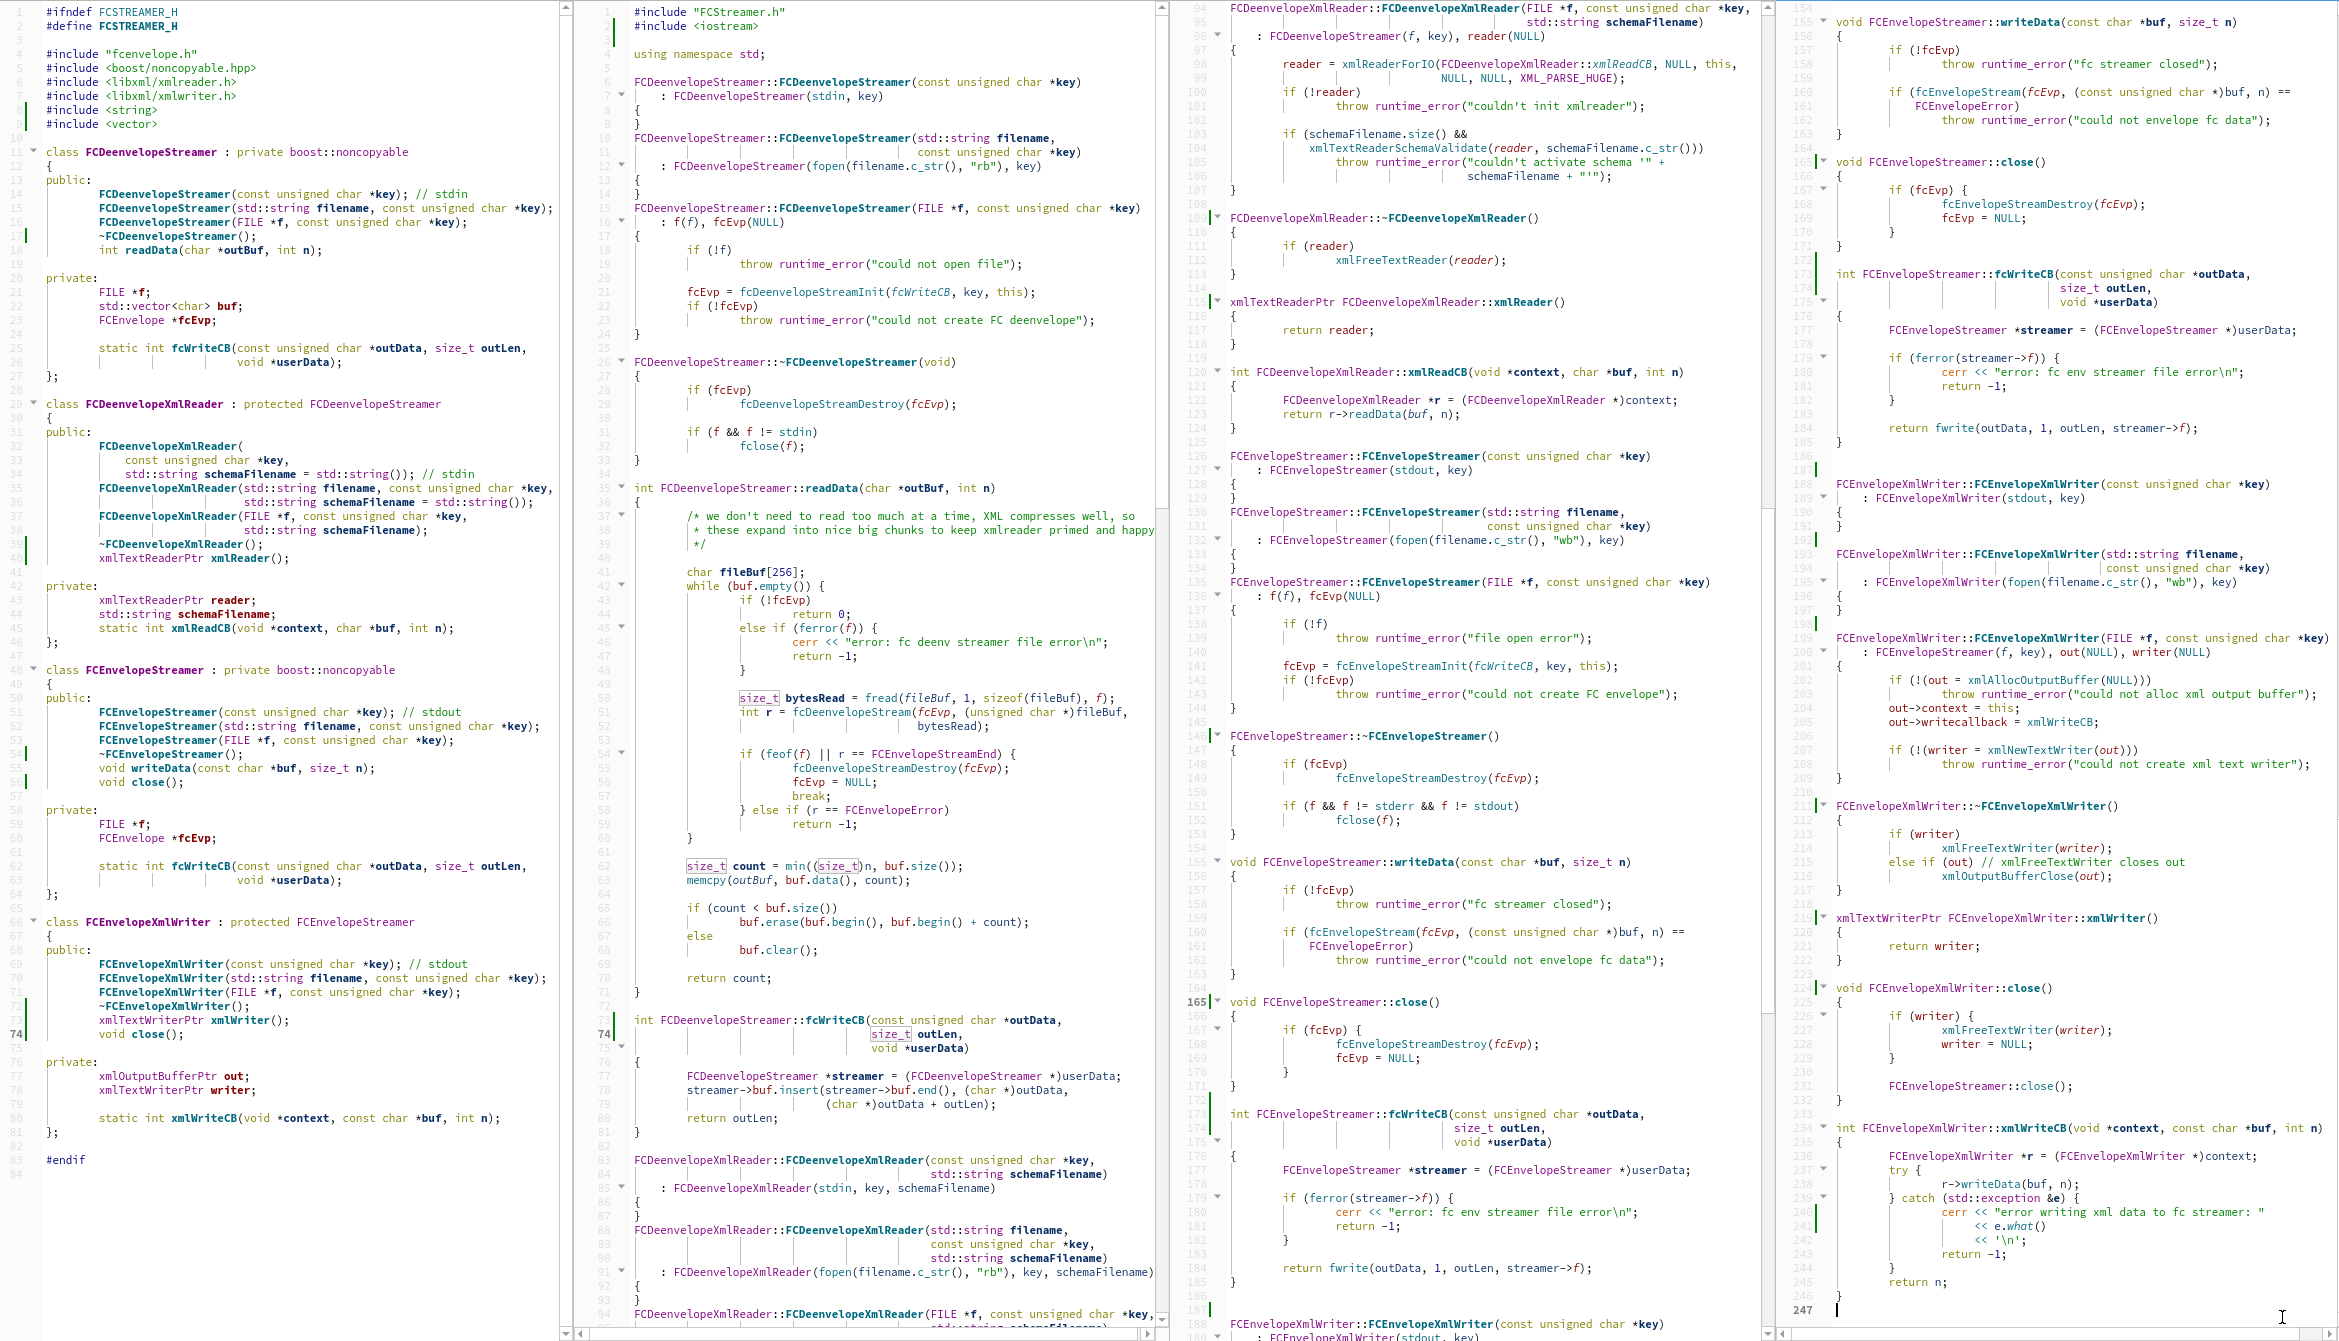 #ifndef FCSTREAMER_H
#define FCSTREAMER_H

#include "fcenvelope.h"
#include <boost/noncopyable.hpp>
#include <libxml/xmlreader.h>
#include <libxml/xmlwriter.h>
#include <string>
#include <vector>

class FCDeenvelopeStreamer : private boost::noncopyable
{
public:
FCDeenvelopeStreamer(const unsigned char *key); // stdin
FCDeenvelopeStreamer(std::string filename, const unsigned char *key);
FCDeenvelopeStreamer(FILE *f, const unsigned char *key);
~FCDeenvelopeStreamer();
int readData(char *outBuf, int n);

private:
FILE *f;
std::vector<char> buf;
FCEnvelope *fcEvp;

static int fcWriteCB(const unsigned char *outData, size_t outLen,
void *userData);
};

class FCDeenvelopeXmlReader : protected FCDeenvelopeStreamer
{
public:
FCDeenvelopeXmlReader(
const unsigned char *key,
std::string schemaFilename = std::string()); // stdin
FCDeenvelopeXmlReader(std::string filename, const unsigned char *key,
std::string schemaFilename = std::string());
FCDeenvelopeXmlReader(FILE *f, const unsigned char *key,
std::string schemaFilename);
~FCDeenvelopeXmlReader();
xmlTextReaderPtr xmlReader();

private:
xmlTextReaderPtr reader;
std::string schemaFilename;
static int xmlReadCB(void *context, char *buf, int n);
};

class FCEnvelopeStreamer : private boost::noncopyable
{
public:
FCEnvelopeStreamer(const unsigned char *key); // stdout
FCEnvelopeStreamer(std::string filename, const unsigned char *key);
FCEnvelopeStreamer(FILE *f, const unsigned char *key);
~FCEnvelopeStreamer();
void writeData(const char *buf, size_t n);
void close();

private:
FILE *f;
FCEnvelope *fcEvp;

static int fcWriteCB(const unsigned char *outData, size_t outLen,
void *userData);
};

class FCEnvelopeXmlWriter : protected FCEnvelopeStreamer
{
public:
FCEnvelopeXmlWriter(const unsigned char *key); // stdout
FCEnvelopeXmlWriter(std::string filename, const unsigned char *key);
FCEnvelopeXmlWriter(FILE *f, const unsigned char *key);
~FCEnvelopeXmlWriter();
xmlTextWriterPtr xmlWriter();
74 void close();

private:
xmlOutputBufferPtr out;
xmlTextWriterPtr writer;

static int xmlWriteCB(void *context, const char *buf, int n);
};

#endif

#include "FCStreamer.h"
#include <iostream>

using namespace std;

FCDeenvelopeStreamer::FCDeenvelopeStreamer(const unsigned char *key)
: FCDeenvelopeStreamer(stdin, key)
{
}
FCDeenvelopeStreamer::FCDeenvelopeStreamer(std::string filename,
const unsigned char *key)
: FCDeenvelopeStreamer(fopen(filename.c_str(), "rb"), key)
{
}
FCDeenvelopeStreamer::FCDeenvelopeStreamer(FILE *f, const unsigned char *key)
: f(f), fcEvp(NULL)
{
if (!f)
throw runtime_error("could not open file");

fcEvp = fcDeenvelopeStreamInit(fcWriteCB, key, this);
if (!fcEvp)
throw runtime_error("could not create FC deenvelope");
}

FCDeenvelopeStreamer::~FCDeenvelopeStreamer(void)
{
if (fcEvp)
fcDeenvelopeStreamDestroy(fcEvp);

if (f && f != stdin)
fclose(f);
}

int FCDeenvelopeStreamer::readData(char *outBuf, int n)
{
/* we don't need to read too much at a time, XML compresses well, so
* these expand into nice big chunks to keep xmlreader primed and happy
*/

char fileBuf[256];
while (buf.empty()) {
if (!fcEvp)
return 0;
else if (ferror(f)) {
cerr << "error: fc deenv streamer file error\n";
return -1;
}

size_t bytesRead = fread(fileBuf, 1, sizeof(fileBuf), f);
int r = fcDeenvelopeStream(fcEvp, (unsigned char *)fileBuf,
bytesRead);

if (feof(f) || r == FCEnvelopeStreamEnd) {
fcDeenvelopeStreamDestroy(fcEvp);
fcEvp = NULL;
break;
} else if (r == FCEnvelopeError)
return -1;
}

size_t count = min((size_t)n, buf.size());
memcpy(outBuf, buf.data(), count);

if (count < buf.size())
buf.erase(buf.begin(), buf.begin() + count);
else
buf.clear();

return count;
}

int FCDeenvelopeStreamer::fcWriteCB(const unsigned char *outData,
74 size_t outLen,
void *userData)
{
FCDeenvelopeStreamer *streamer = (FCDeenvelopeStreamer *)userData;
streamer->buf.insert(streamer->buf.end(), (char *)outData,
(char *)outData + outLen);
return outLen;
}

FCDeenvelopeXmlReader::FCDeenvelopeXmlReader(const unsigned char *key,
std::string schemaFilename)
: FCDeenvelopeXmlReader(stdin, key, schemaFilename)
{
}
FCDeenvelopeXmlReader::FCDeenvelopeXmlReader(std::string filename,
const unsigned char *key,
std::string schemaFilename)
: FCDeenvelopeXmlReader(fopen(filename.c_str(), "rb"), key, schemaFilename)
{
}
FCDeenvelopeXmlReader::FCDeenvelopeXmlReader(FILE *f, const unsigned char *key,

FCDeenvelopeXmlReader::FCDeenvelopeXmlReader(FILE *f, const unsigned char *key,
std::string schemaFilename)
: FCDeenvelopeStreamer(f, key), reader(NULL)
{
reader = xmlReaderForIO(FCDeenvelopeXmlReader::xmlReadCB, NULL, this,
NULL, NULL, XML_PARSE_HUGE);
if (!reader)
throw runtime_error("couldn't init xmlreader");

if (schemaFilename.size() &&
xmlTextReaderSchemaValidate(reader, schemaFilename.c_str()))
throw runtime_error("couldn't activate schema '" +
schemaFilename + "'");
}

FCDeenvelopeXmlReader::~FCDeenvelopeXmlReader()
{
if (reader)
xmlFreeTextReader(reader);
}

xmlTextReaderPtr FCDeenvelopeXmlReader::xmlReader()
{
return reader;
}

int FCDeenvelopeXmlReader::xmlReadCB(void *context, char *buf, int n)
{
FCDeenvelopeXmlReader *r = (FCDeenvelopeXmlReader *)context;
return r->readData(buf, n);
}

FCEnvelopeStreamer::FCEnvelopeStreamer(const unsigned char *key)
: FCEnvelopeStreamer(stdout, key)
{
}
FCEnvelopeStreamer::FCEnvelopeStreamer(std::string filename,
const unsigned char *key)
: FCEnvelopeStreamer(fopen(filename.c_str(), "wb"), key)
{
}
FCEnvelopeStreamer::FCEnvelopeStreamer(FILE *f, const unsigned char *key)
: f(f), fcEvp(NULL)
{
if (!f)
throw runtime_error("file open error");

fcEvp = fcEnvelopeStreamInit(fcWriteCB, key, this);
if (!fcEvp)
throw runtime_error("could not create FC envelope");
}

FCEnvelopeStreamer::~FCEnvelopeStreamer()
{
if (fcEvp)
fcEnvelopeStreamDestroy(fcEvp);

if (f && f != stderr && f != stdout)
fclose(f);
}

void FCEnvelopeStreamer::writeData(const char *buf, size_t n)
{
if (!fcEvp)
throw runtime_error("fc streamer closed");

if (fcEnvelopeStream(fcEvp, (const unsigned char *)buf, n) ==
FCEnvelopeError)
throw runtime_error("could not envelope fc data");
}

165 void FCEnvelopeStreamer::close()
{
if (fcEvp) {
fcEnvelopeStreamDestroy(fcEvp);
fcEvp = NULL;
}
}

int FCEnvelopeStreamer::fcWriteCB(const unsigned char *outData,
size_t outLen,
void *userData)
{
FCEnvelopeStreamer *streamer = (FCEnvelopeStreamer *)userData;

if (ferror(streamer->f)) {
cerr << "error: fc env streamer file error\n";
return -1;
}

return fwrite(outData, 1, outLen, streamer->f);
}

FCEnvelopeXmlWriter::FCEnvelopeXmlWriter(const unsigned char *key)
: FCEnvelopeXmlWriter(stdout, key)

void FCEnvelopeStreamer::writeData(const char *buf, size_t n)
{
if (!fcEvp)
throw runtime_error("fc streamer closed");

if (fcEnvelopeStream(fcEvp, (const unsigned char *)buf, n) ==
FCEnvelopeError)
throw runtime_error("could not envelope fc data");
}

void FCEnvelopeStreamer::close()
{
if (fcEvp) {
fcEnvelopeStreamDestroy(fcEvp);
fcEvp = NULL;
}
}

int FCEnvelopeStreamer::fcWriteCB(const unsigned char *outData,
size_t outLen,
void *userData)
{
FCEnvelopeStreamer *streamer = (FCEnvelopeStreamer *)userData;

if (ferror(streamer->f)) {
cerr << "error: fc env streamer file error\n";
return -1;
}

return fwrite(outData, 1, outLen, streamer->f);
}

FCEnvelopeXmlWriter::FCEnvelopeXmlWriter(const unsigned char *key)
: FCEnvelopeXmlWriter(stdout, key)
{
}

FCEnvelopeXmlWriter::FCEnvelopeXmlWriter(std::string filename,
const unsigned char *key)
: FCEnvelopeXmlWriter(fopen(filename.c_str(), "wb"), key)
{
}

FCEnvelopeXmlWriter::FCEnvelopeXmlWriter(FILE *f, const unsigned char *key)
: FCEnvelopeStreamer(f, key), out(NULL), writer(NULL)
{
if (!(out = xmlAllocOutputBuffer(NULL)))
throw runtime_error("could not alloc xml output buffer");
out->context = this;
out->writecallback = xmlWriteCB;

if (!(writer = xmlNewTextWriter(out)))
throw runtime_error("could not create xml text writer");
}

FCEnvelopeXmlWriter::~FCEnvelopeXmlWriter()
{
if (writer)
xmlFreeTextWriter(writer);
else if (out) // xmlFreeTextWriter closes out
xmlOutputBufferClose(out);
}

xmlTextWriterPtr FCEnvelopeXmlWriter::xmlWriter()
{
return writer;
}

void FCEnvelopeXmlWriter::close()
{
if (writer) {
xmlFreeTextWriter(writer);
writer = NULL;
}

FCEnvelopeStreamer::close();
}

int FCEnvelopeXmlWriter::xmlWriteCB(void *context, const char *buf, int n)
{
FCEnvelopeXmlWriter *r = (FCEnvelopeXmlWriter *)context;
try {
r->writeData(buf, n);
} catch (std::exception &e) {
cerr << "error writing xml data to fc streamer: "
<< e.what()
<< '\n';
return -1;
}
return n;
}
247